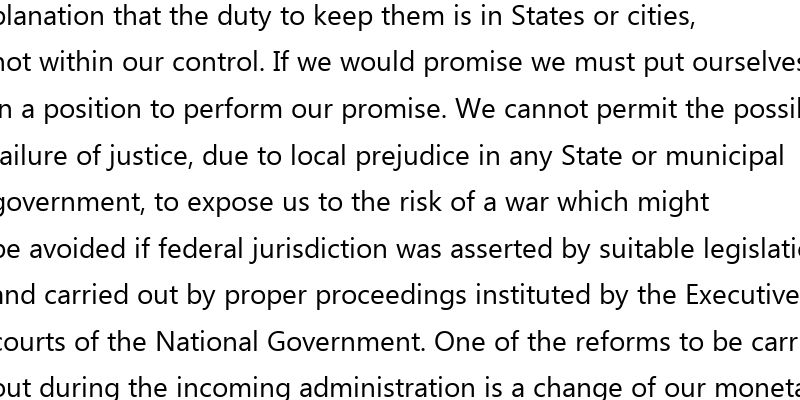 planation that the duty to keep them is in States or cities,
not within our control. If we would promise we must put ourselves
in a position to perform our promise. We cannot permit the possi
failure of justice, due to local prejudice in any State or municipal
government, to expose us to the risk of a war which might
be avoided if federal jurisdiction was asserted by suitable legislati
and carried out by proper proceedings instituted by the Executive
courts of the National Government. One of the reforms to be carr
out during the incoming administration is a change of our moneta